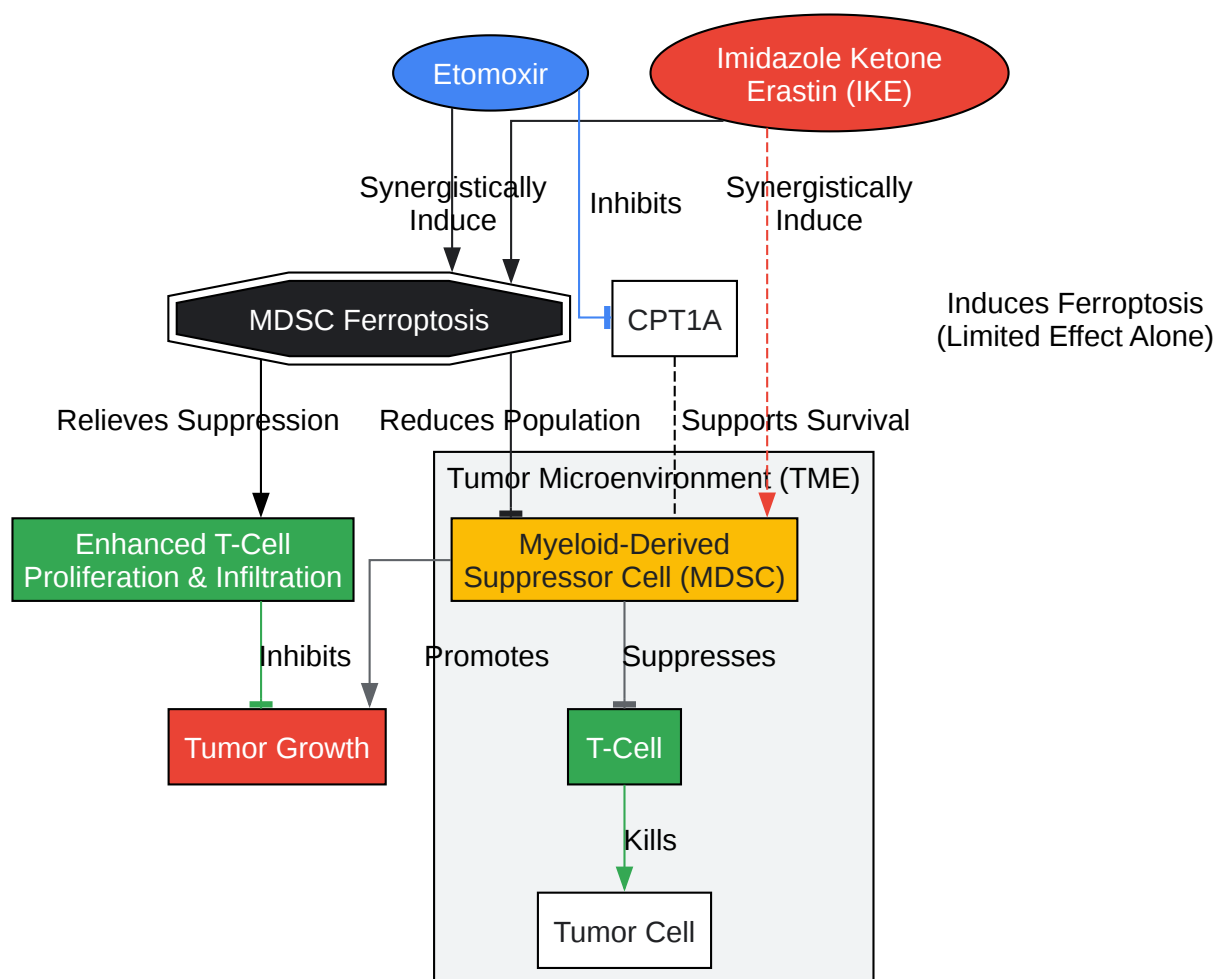 Etomoxir
Imidazole Ketone
Erastin (IKE)
Synergistically
Induce
Inhibits
Synergistically
Induce
MDSC Ferroptosis
CPT1A
Induces Ferroptosis
(Limited Effect Alone)
Relieves Suppression
Reduces Population
Supports Survival
Tumor Microenvironment (TME)
Enhanced T-Cell
Proliferation & Infiltration
Myeloid-Derived
Suppressor Cell (MDSC)
Inhibits
Promotes
Suppresses
Tumor Growth
T-Cell
Kills
Tumor Cell